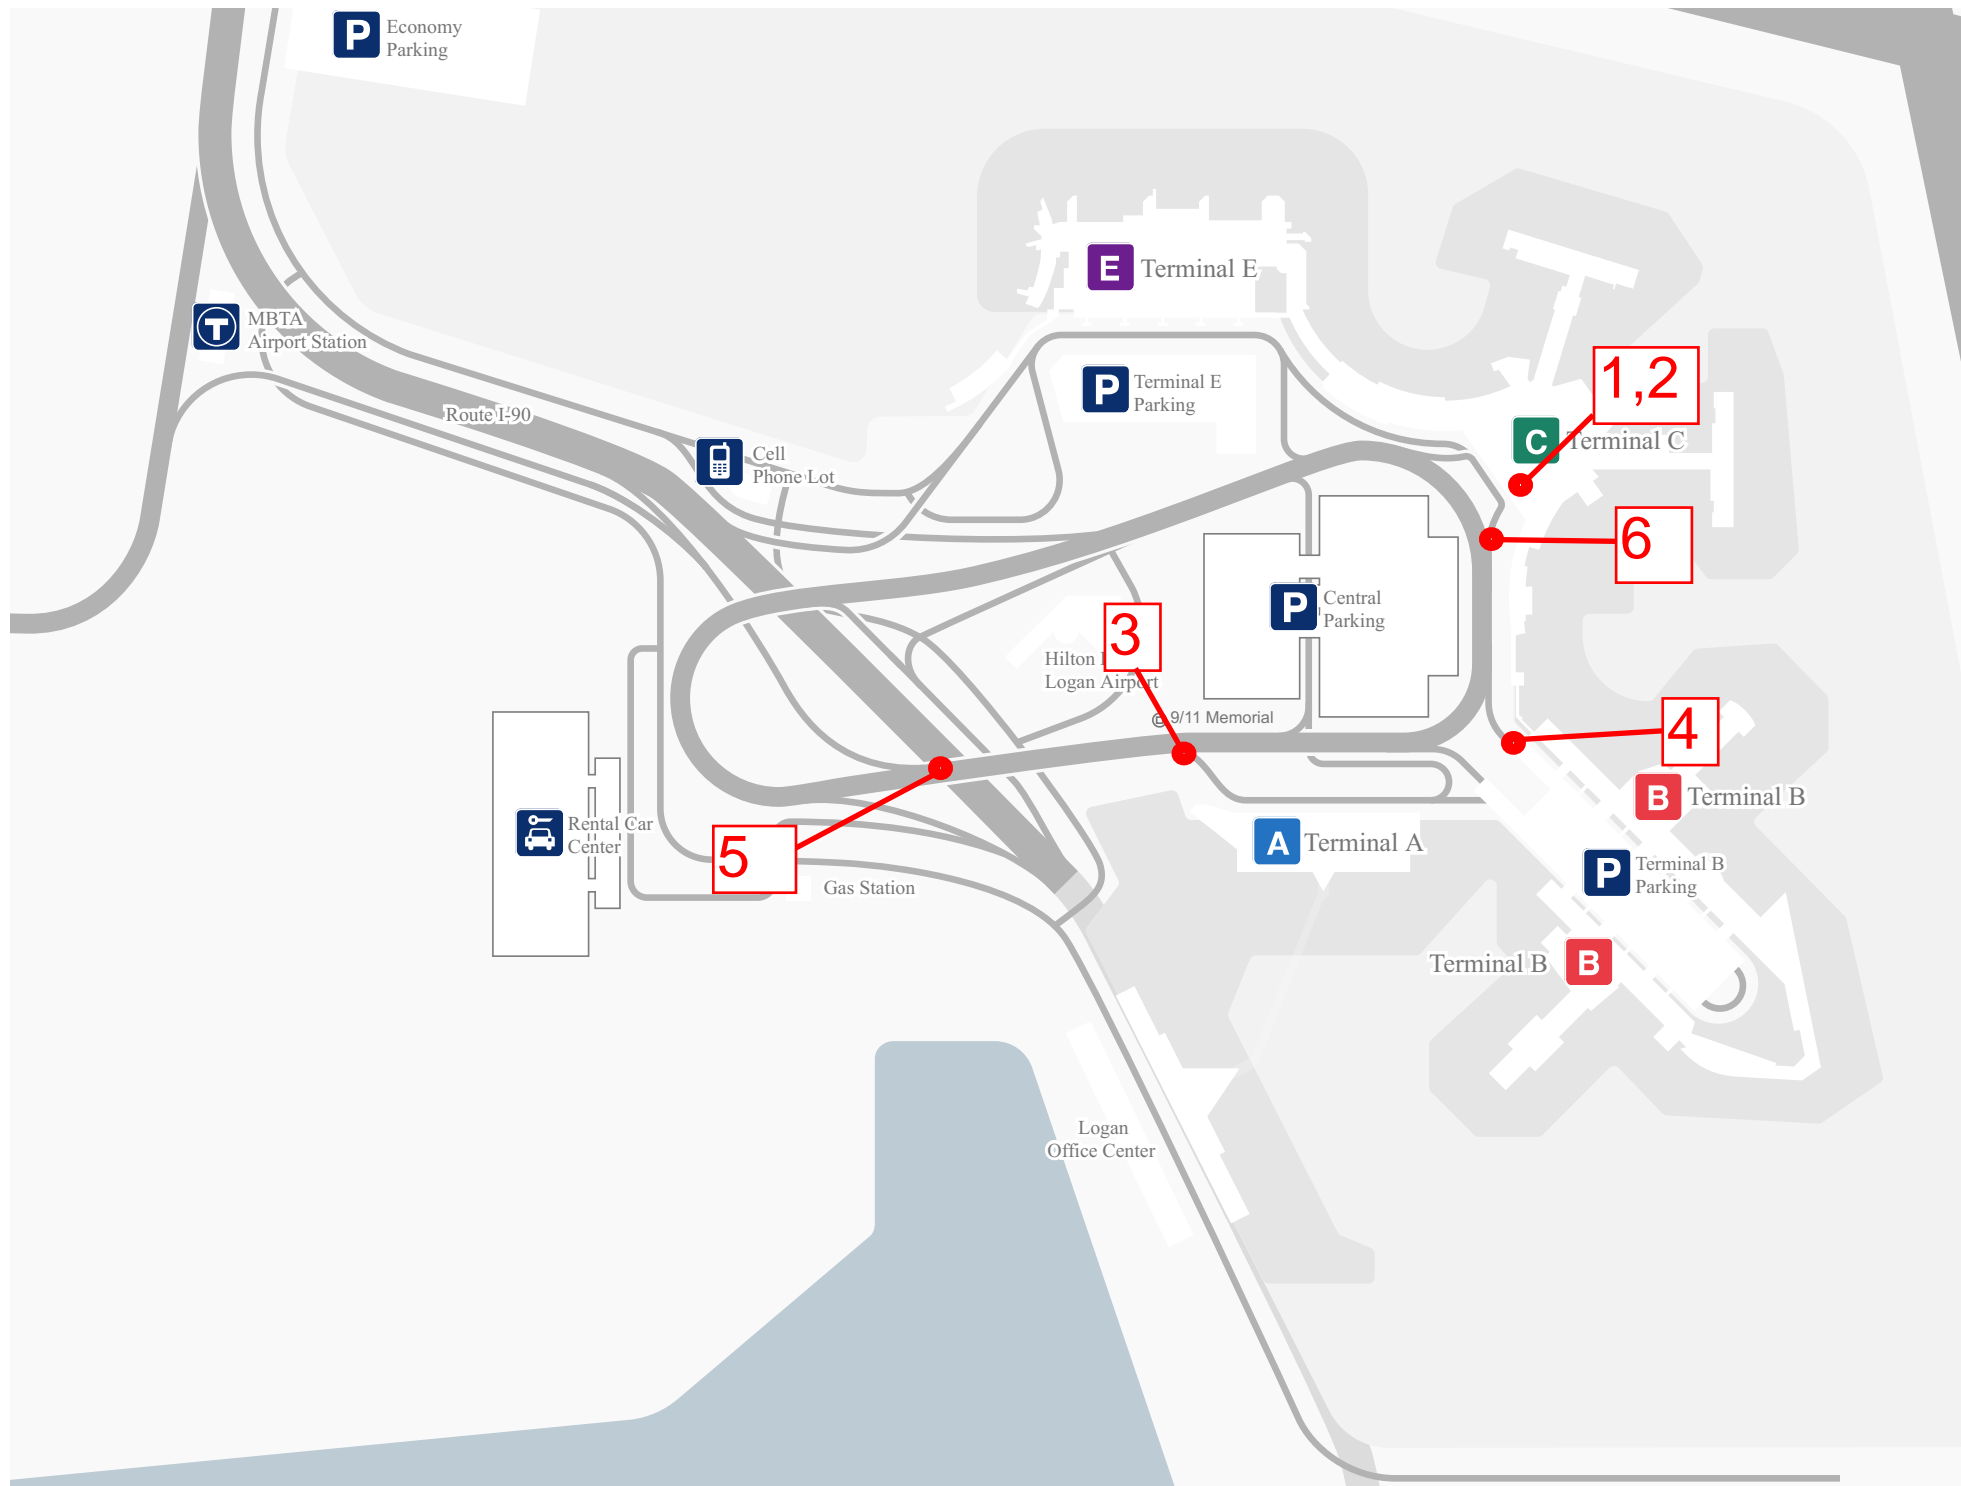 P Economy
Parking
E Terminal E
T MBTA
Airport Station
1,2
P Terminal E
Parking
Route I-90
C Terminal C
Cell
Phone Lot
6
P Central
Parking
3
Hilton
Logan Airport
9/11 Memorial
4
B Terminal B
Rental Car
Center
A Terminal A
5
P Terminal B
Parking
Gas Station
Terminal B B
Logan
Office Center